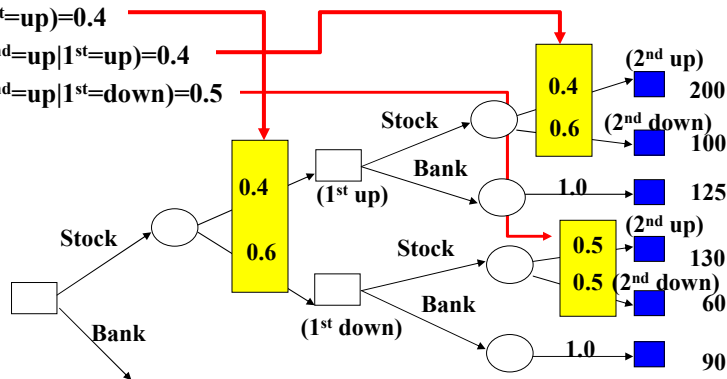 st=up)=0.4
nd=up|1st=up)=0.4
nd=up|1st=down)=0.5
(2nd up)
0.4
200
0.6
(2nd down)
100
Stock
Bank
1.0
125
0.4
(1st up)
0.6
Stock
(2nd up)
0.5
130
Stock
0.5
(2nd down)
60
Bank
(1st down)
Bank
1.0
90